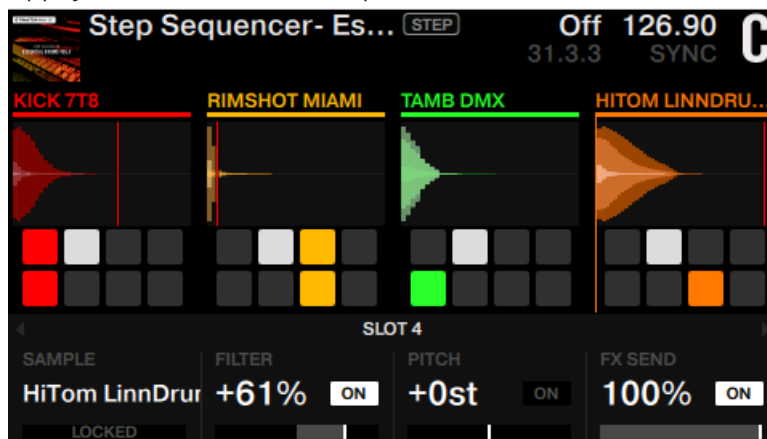 Step Sequencer- Es... STEP Off 126.90 C
31.3.3 SYNC
KICK 7T8 RIMSHOT MIAMI TAMB DMX HITOM LINNDRU...
SLOT 4
SAMPLE FILTER PITCH FX SEND
HiTom LinnDrur +61% ON +0st ON 100% ON
LOCKED